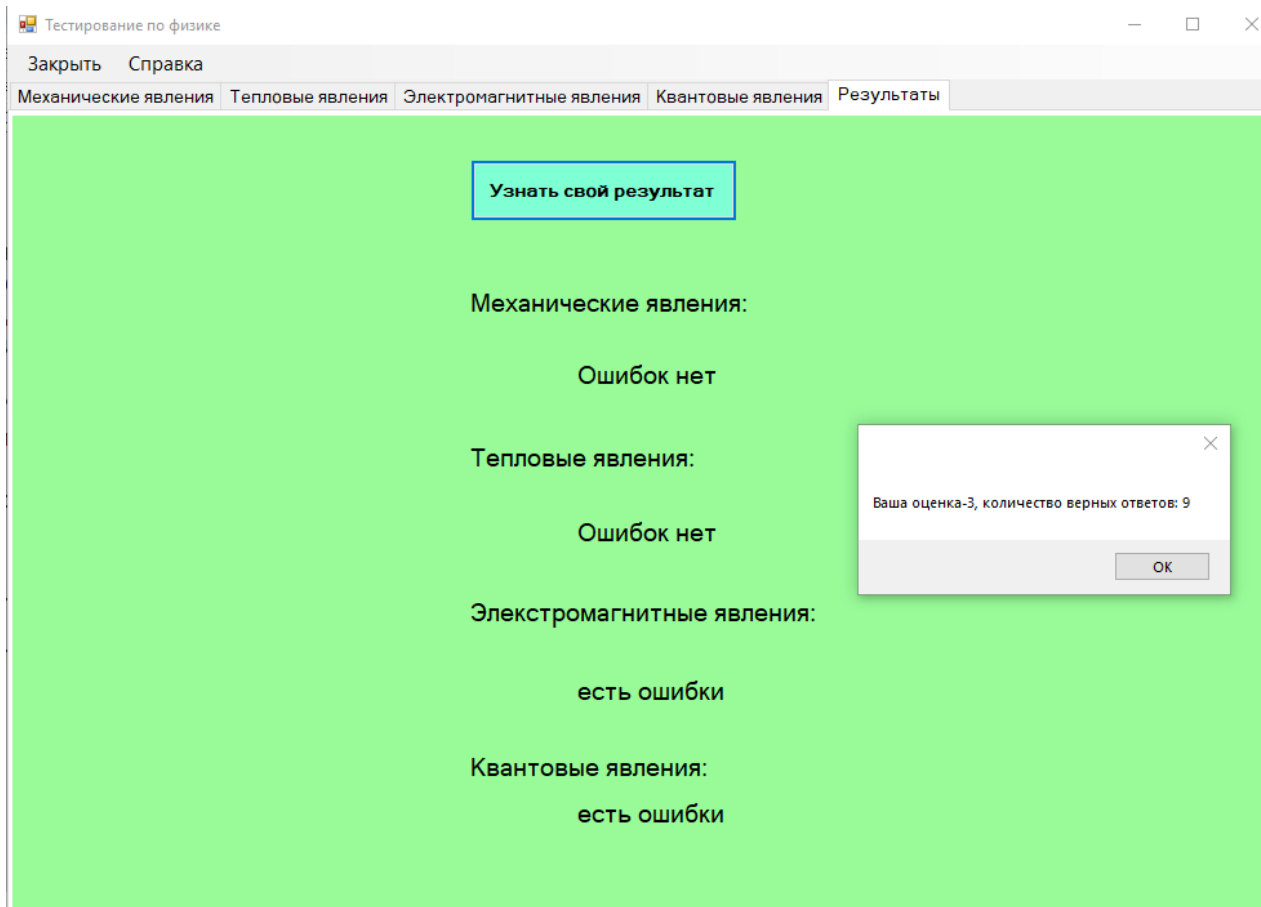 Тестирование по физике
Закрыть Справка
Механические явления Тепловые явления Электромагнитные явления Квантовые явления Результаты
Узнать свой результат
Механические явления:
Ошибок нет
Тепловые явления:
Ваша оценка-3, количество верных ответов: 9
Ошибок нет
ОК
Элекстромагнитные явления:
есть ошибки
Квантовые явления:
есть ошибки